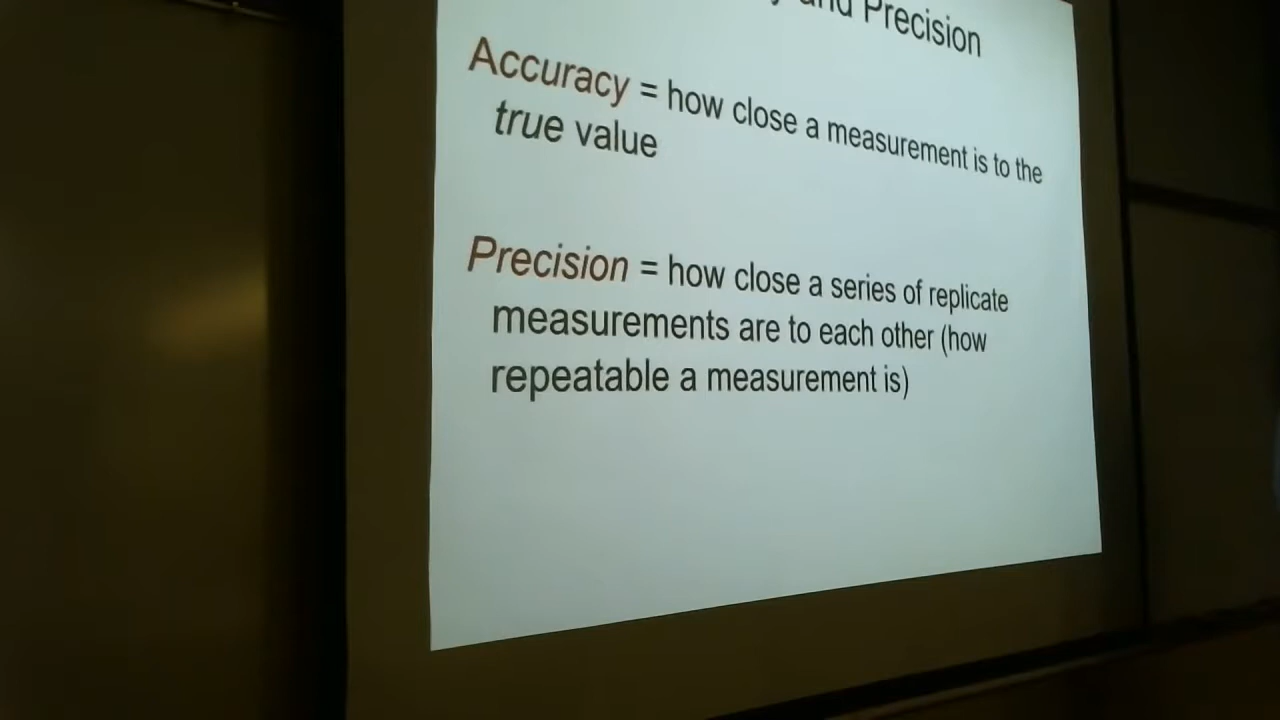 and Precision
Accuracy = how close a measurement is to the
true value
Precision = how close a series of replicate
measurements are to each other (how
repeatable a measurement is)